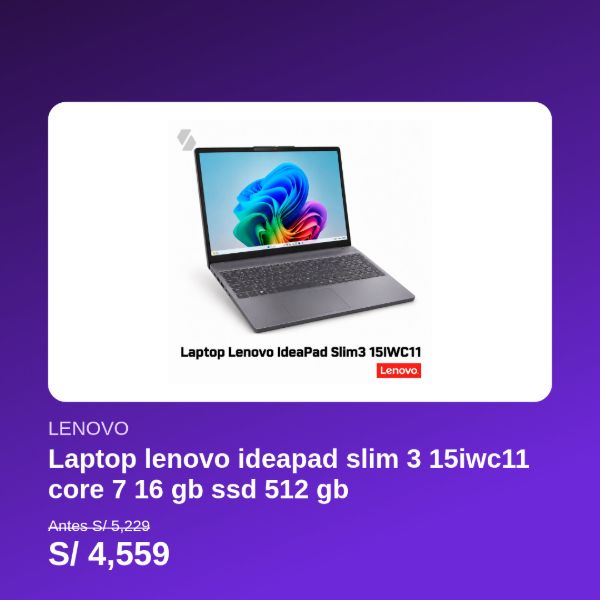 Laptop Lenovo IdeaPad Slim3 15IWC11
Lenovo
LENOVO
Laptop lenovo ideapad slim 3 15iwc11
core 7 16 gb ssd 512 gb
Antes S/ 5,229
S/ 4,559